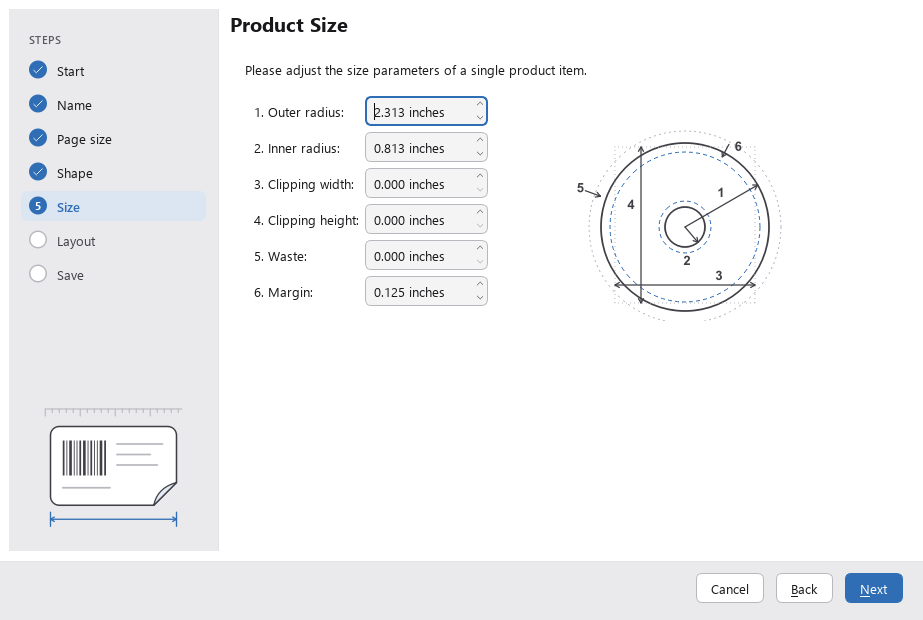 Product Size
STEPS
Start
Name
Page size
Shape
5 Size
Layout
Save
Please adjust the size parameters of a single product item.
1. Outer radius: 2.313 inches
2. Inner radius: 0.813 inches
3. Clipping width: 0.000 inches
4. Clipping height: 0.000 inches
5. Waste: 0.000 inches
6. Margin: 0.125 inches
6
5
1
4
2
3
Cancel Back Next